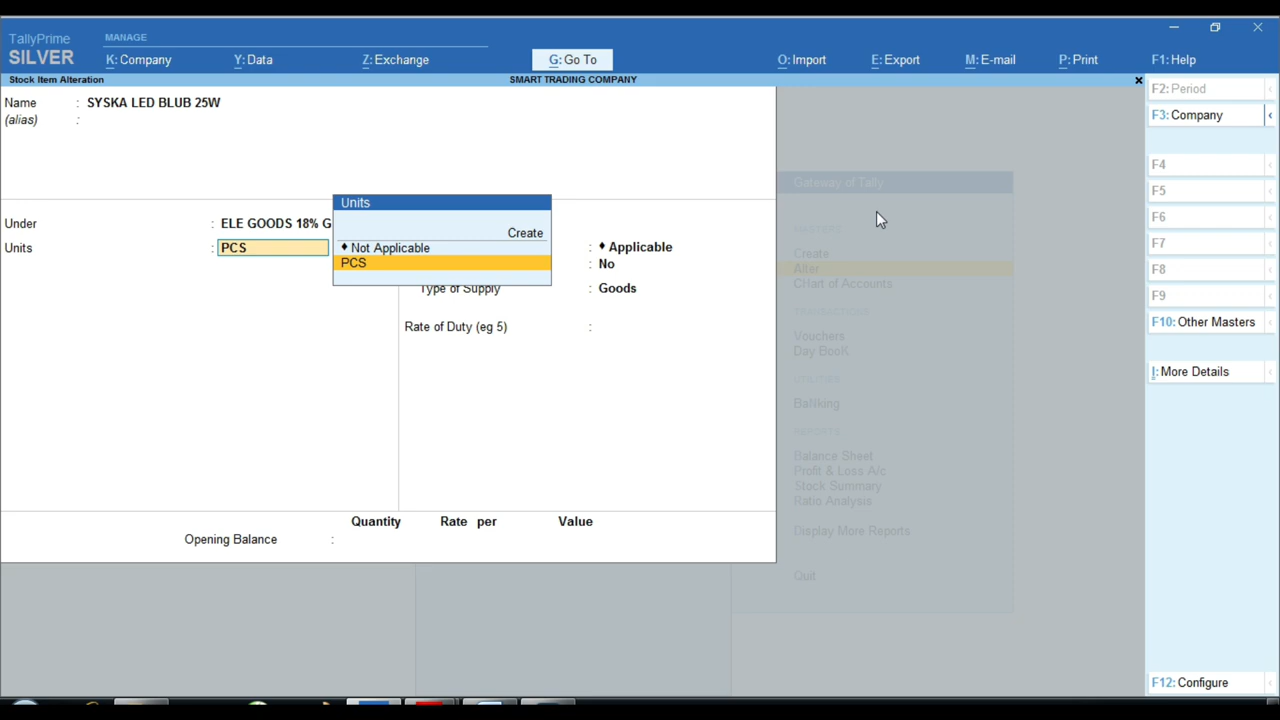 TallyPrime
SILVER
MANAGE
K: Company
Y: Data
Z: Exchange
G: Go To
O: Import
E: Export
M: E-mail
P: Print
F1: Help
Stock Item Alteration
SMART TRADING COMPANY
Name : SYSKA LED BLUB 25W
(alias) :
Under : ELE GOODS 18% G
Units : PCS
Units
Create
♦ Not Applicable
PCS
: ♦ Applicable
: No
Type of Supply : Goods
Rate of Duty (eg 5) :
Quantity Rate per Value
Opening Balance :
Gateway of Tally
MASTERS
Create
Alter
CHart of Accounts
TRANSACTIONS
Vouchers
Day BooK
UTILITIES
BaNking
REPORTS
Balance Sheet
Profit & Loss A/c
Stock Summary
Ratio Analysis
Display More Reports
Quit
F2: Period
F3: Company
F4
F5
F6
F7
F8
F9
F10: Other Masters
I: More Details
F12: Configure